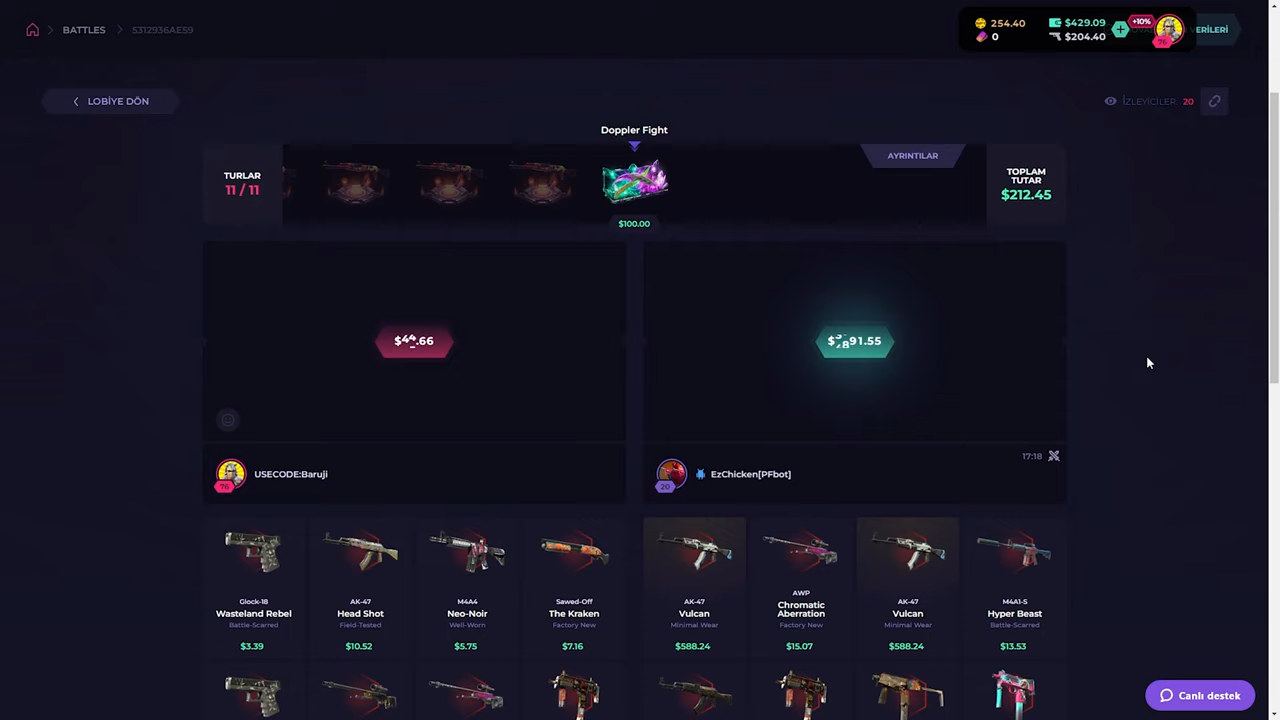 BATTLES
5312936AE59
254.40
0
$429.09
$204.40
+10%
76
VERİLERİ
LOBİYE DÖN
İZLEYİCİLER: 20
Doppler Fight
TURLAR
11 / 11
$100.00
AYRINTILAR
TOPLAM
TUTAR
$212.45
76
USECODE:Baruji
17:18
20
EzChicken[PFbot]
Glock-18
Wasteland Rebel
Battle-Scarred
$3.39
AK-47
Head Shot
Field-Tested
$10.52
M4A4
Neo-Noir
Well-Worn
$5.75
Sawed-Off
The Kraken
Factory New
$7.16
AK-47
Vulcan
Minimal Wear
$588.24
AWP
Chromatic
Aberration
Factory New
$15.07
AK-47
Vulcan
Minimal Wear
$588.24
M4A1-S
Hyper Beast
Battle-Scarred
$13.53
Canlı destek